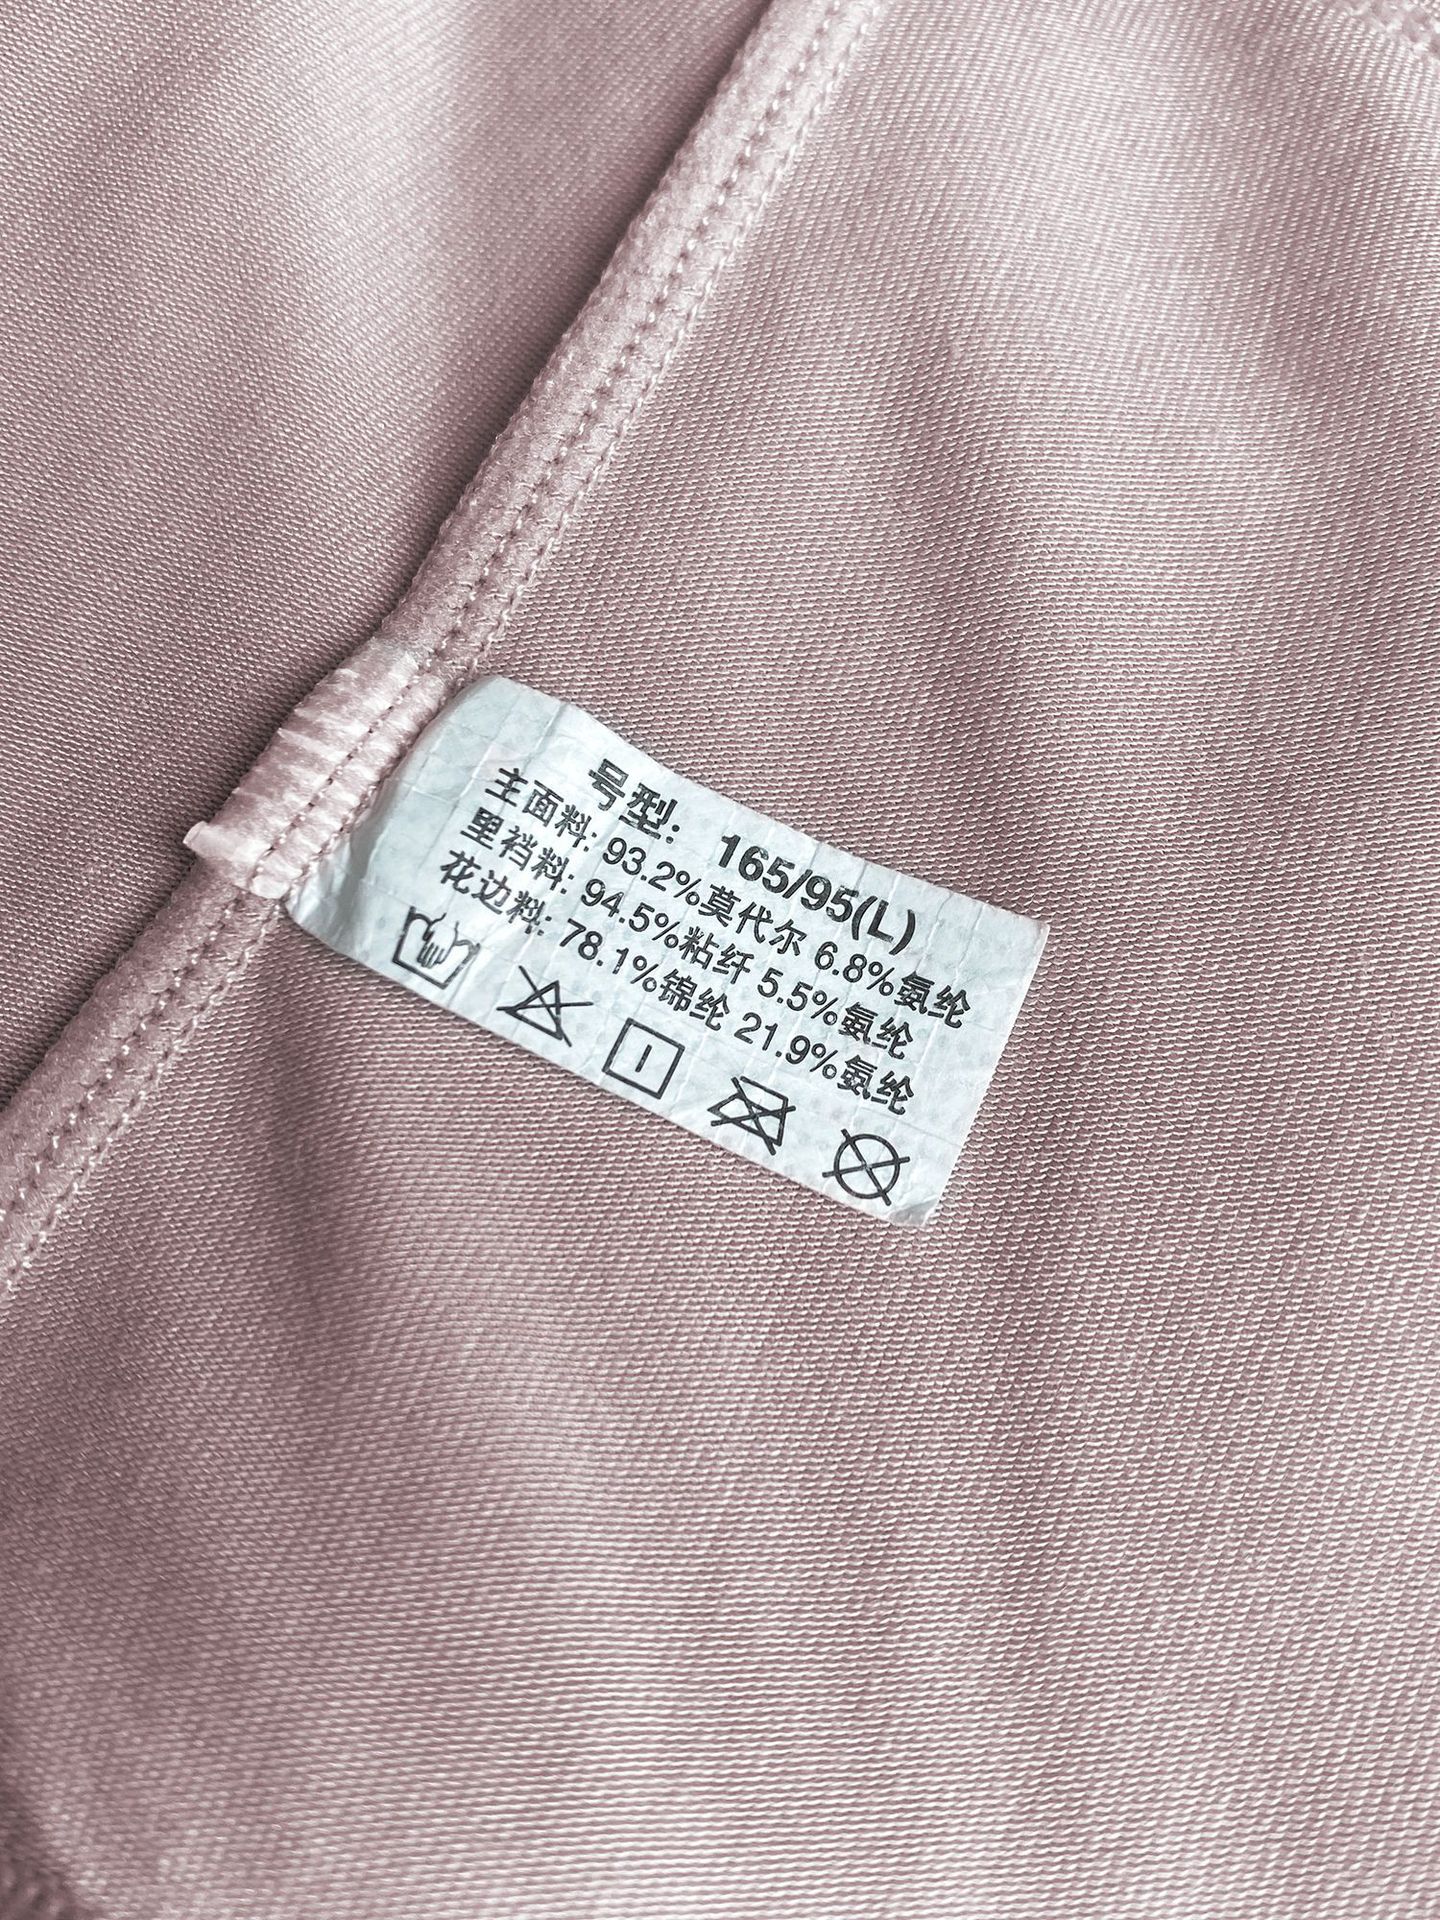 号型: 165/95(L)
主面料: 93.2%莫代尔 6.8%氨纶
里裆料: 94.5%粘纤 5.5%氨纶
花边料: 78.1%锦纶 21.9%氨纶